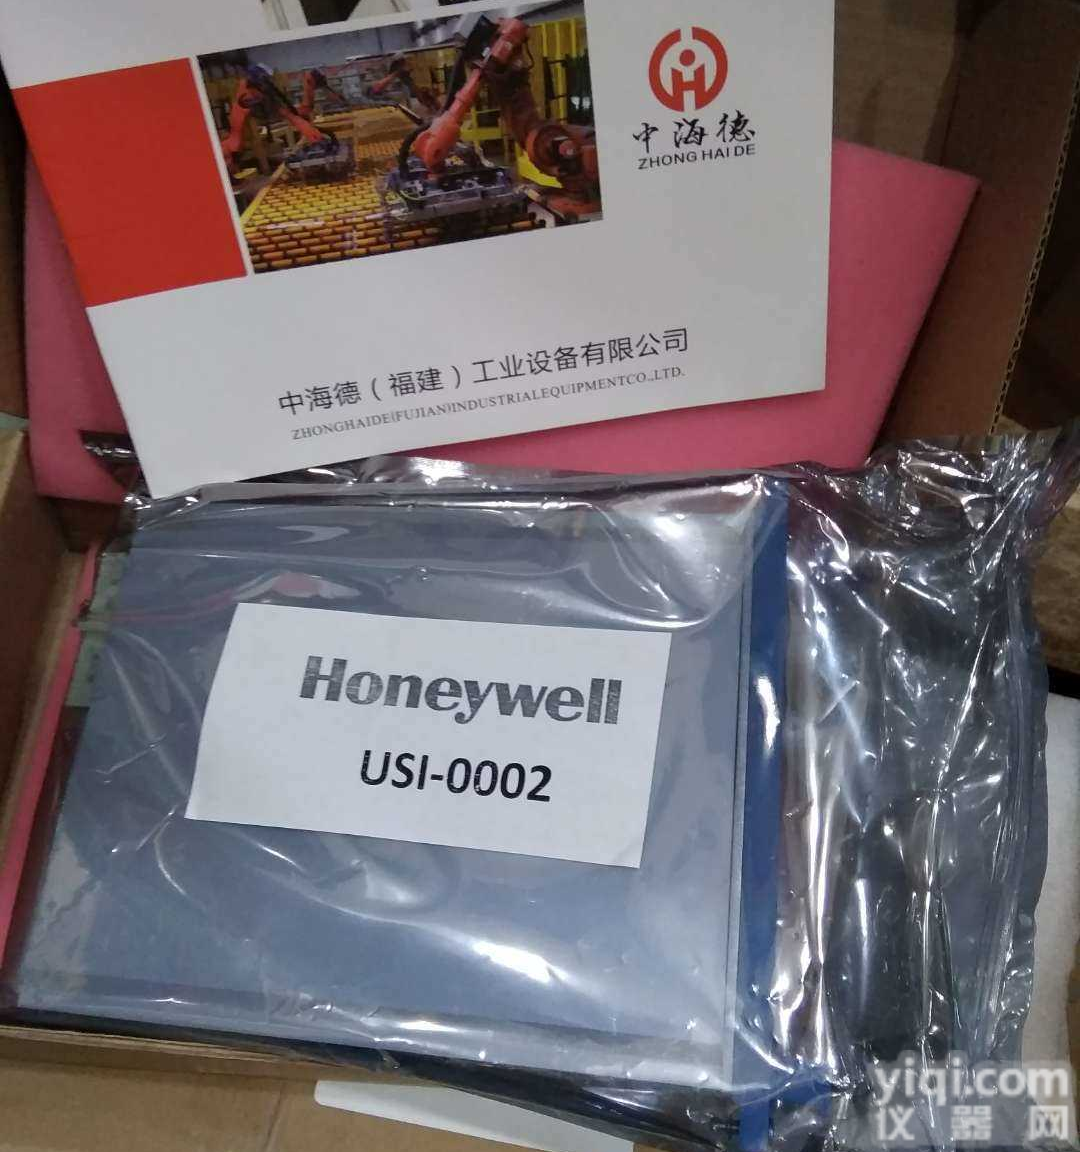 中海德
ZHONG HAI DE
中海德（福建）工业设备有限公司
ZHONGHAIDE(FUJIAN)INDUSTRIALEQUIPMENTCO.,LTD.
Honeywell
USI-0002
yiqi.com
仪器网